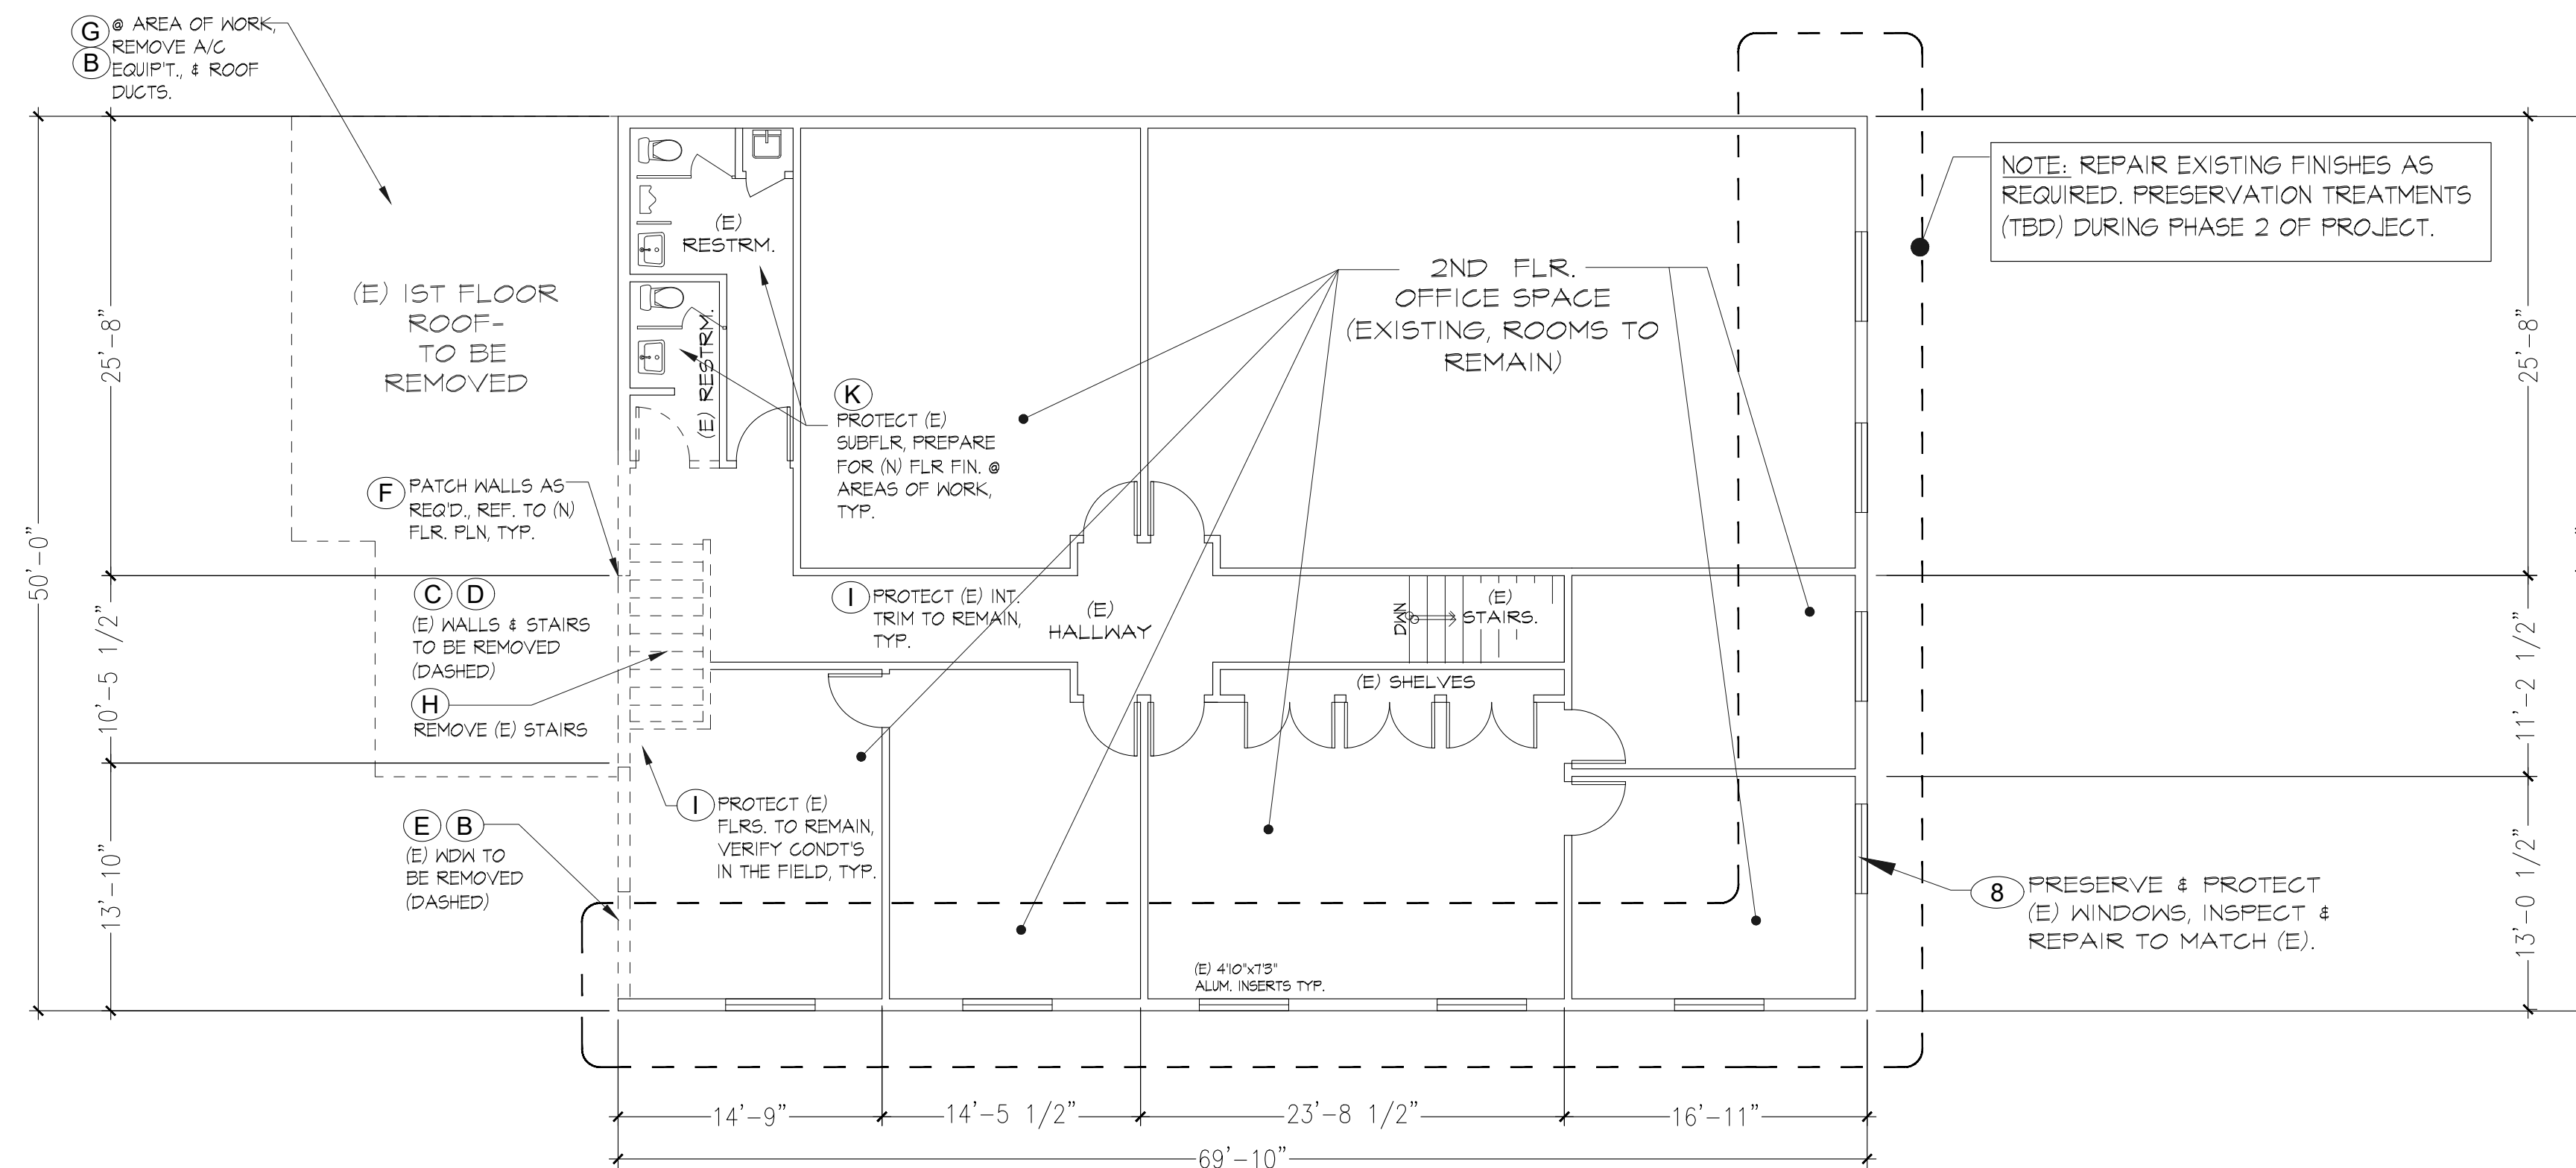 G @ AREA OF WORK,
REMOVE A/C
B EQUIP'T., & ROOF
DUCTS.
NOTE: REPAIR EXISTING FINISHES AS
REQUIRED. PRESERVATION TREATMENTS
(TBD) DURING PHASE 2 OF PROJECT.
(E)
RESTRM.
(E) RESTRM.
2ND FLR.
OFFICE SPACE
(EXISTING, ROOMS TO
REMAIN)
(E) 1ST FLOOR
ROOF-
TO BE
REMOVED
25'-8"
25'-8"
K
PROTECT (E)
SUBFLR, PREPARE
FOR (N) FLR FIN. @
AREAS OF WORK,
TYP.
F PATCH WALLS AS
REQ'D., REF. TO (N)
FLR. PLN, TYP.
50'-0"
C D
(E) WALLS & STAIRS
TO BE REMOVED
(DASHED)
H
REMOVE (E) STAIRS
10'-5 1/2"
I PROTECT (E) INT.
TRIM TO REMAIN,
TYP.
(E)
HALLWAY
DWN
(E)
STAIRS.
(E) SHELVES
11'-2 1/2"
I PROTECT (E)
FLRS. TO REMAIN,
VERIFY CONDT'S
IN THE FIELD, TYP.
E B
(E) WDW TO
BE REMOVED
(DASHED)
13'-10"
8 PRESERVE & PROTECT
(E) WINDOWS, INSPECT &
REPAIR TO MATCH (E).
13'-0 1/2"
(E) 4'10"x7'3"
ALUM. INSERTS TYP.
14'-9"
14'-5 1/2"
23'-8 1/2"
16'-11"
69'-10"